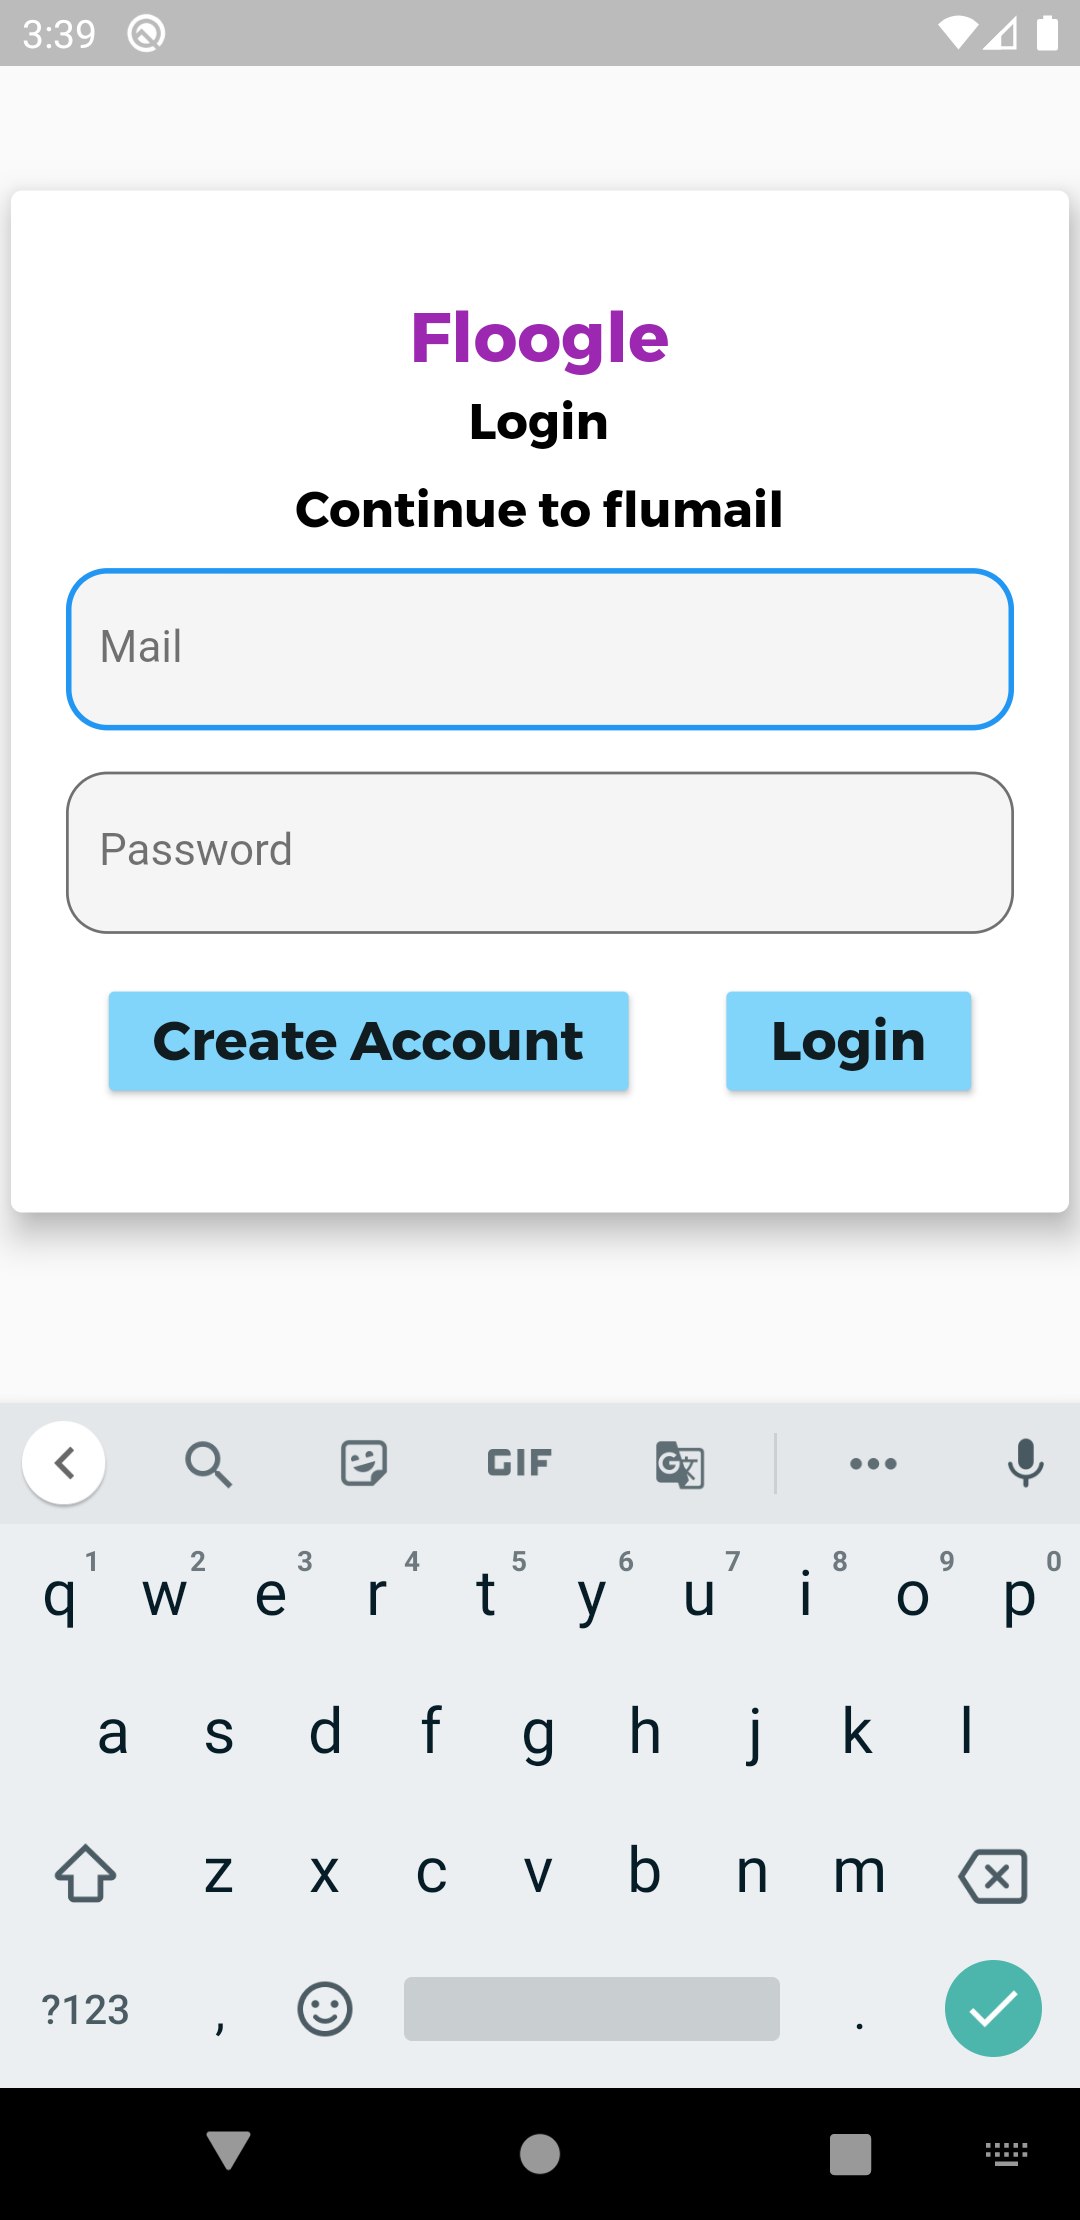 3:39
Floogle
Login
Continue to flumail
Mail
Password
Create Account Login
GIF
1 2 3 4 5 6 7 8 9 0
q w e r t y u i o p
a s d f g h j k l
z x c v b n m
?123 , .